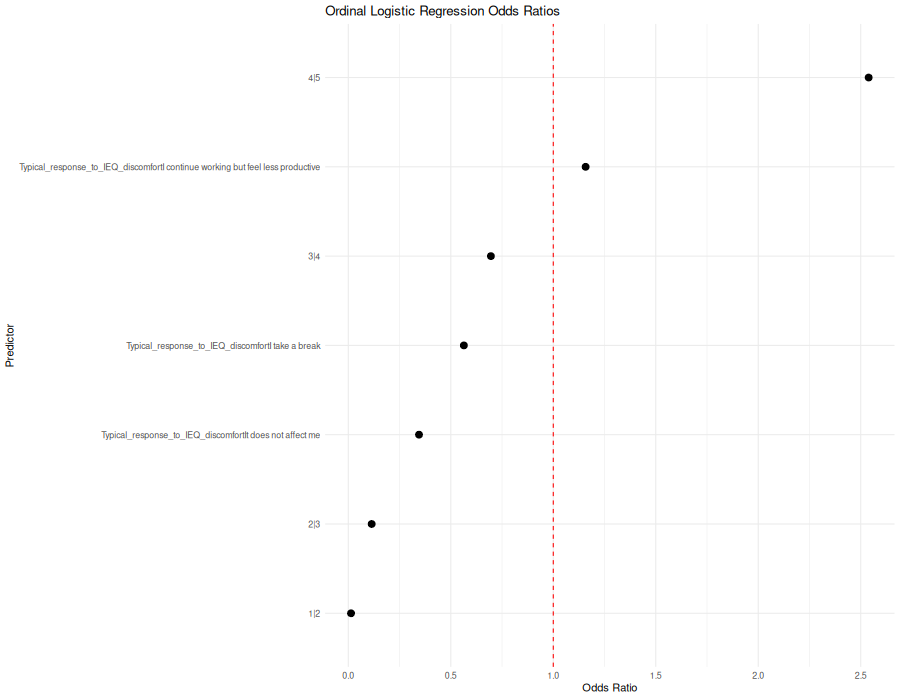 Ordinal Logistic Regression Odds Ratios
4|5
Typical_response_to_IEQ_discomfortI continue working but feel less productive
3|4
Typical_response_to_IEQ_discomfortI take a break
Typical_response_to_IEQ_discomfortIt does not affect me
2|3
1|2
Predictor
0.0 0.5 1.0 1.5 2.0 2.5
Odds Ratio